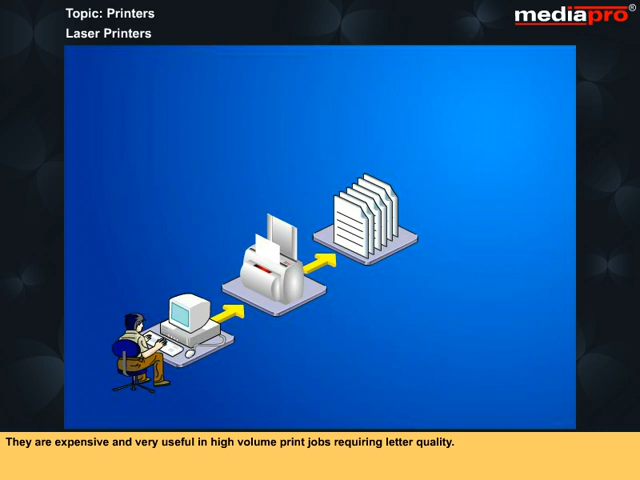 Topic: Printers
mediapro®
Laser Printers
They are expensive and very useful in high volume print jobs requiring letter quality.